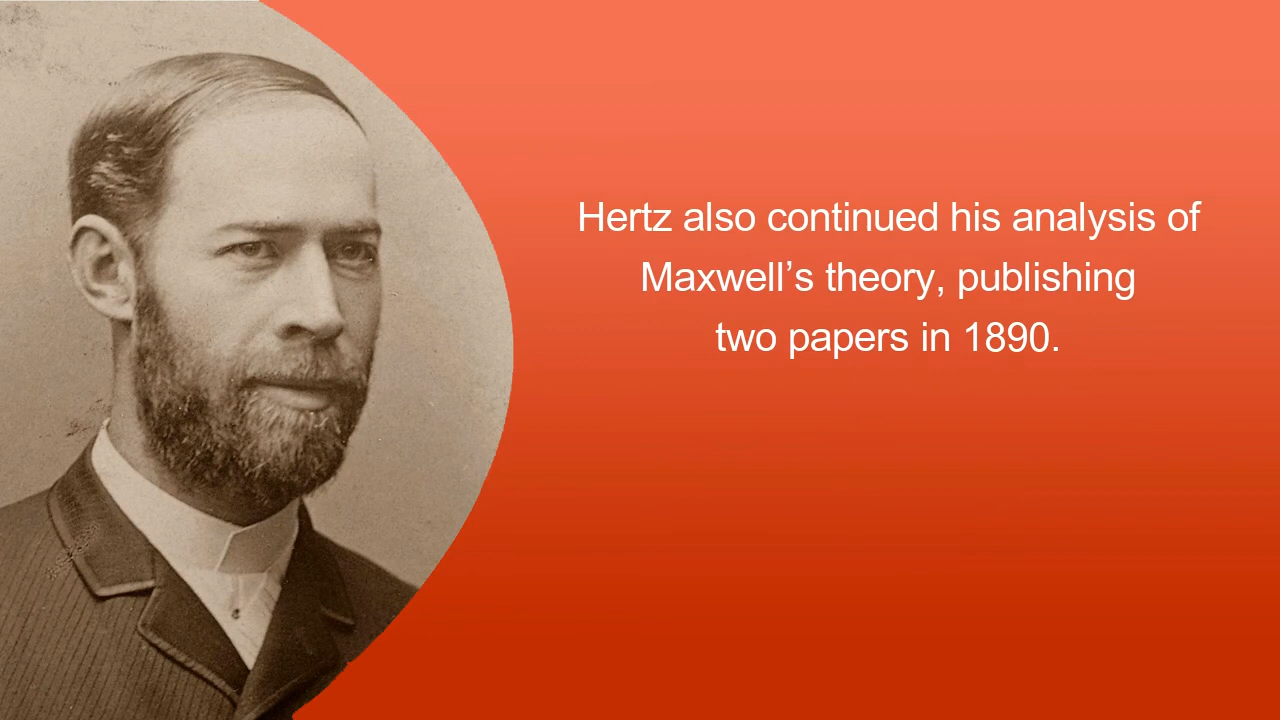 Hertz also continued his analysis of
Maxwell’s theory, publishing
two papers in 1890.